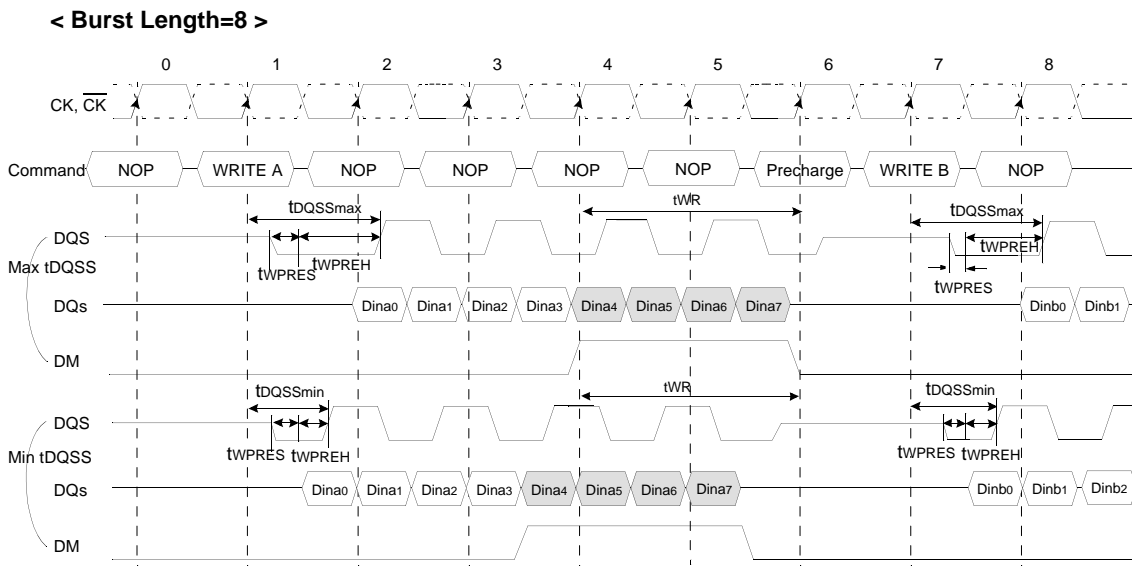 < Burst Length=8 >
0 1 2 3 4 5 6 7 8
CK, CK
Command NOP WRITE A NOP NOP NOP NOP Precharge WRITE B NOP
tDQSSmax tWR tDQSSmax
DQS
tWPREH tWPREH
Max tDQSS
tWPRES tWPRES
DQs Dina0 Dina1 Dina2 Dina3 Dina4 Dina5 Dina6 Dina7 Dinb0 Dinb1
DM
tDQSSmin tWR tDQSSmin
DQS
Min tDQSS tWPRES tWPREH tWPRES tWPREH
DQs Dina0 Dina1 Dina2 Dina3 Dina4 Dina5 Dina6 Dina7 Dinb0 Dinb1 Dinb2
DM